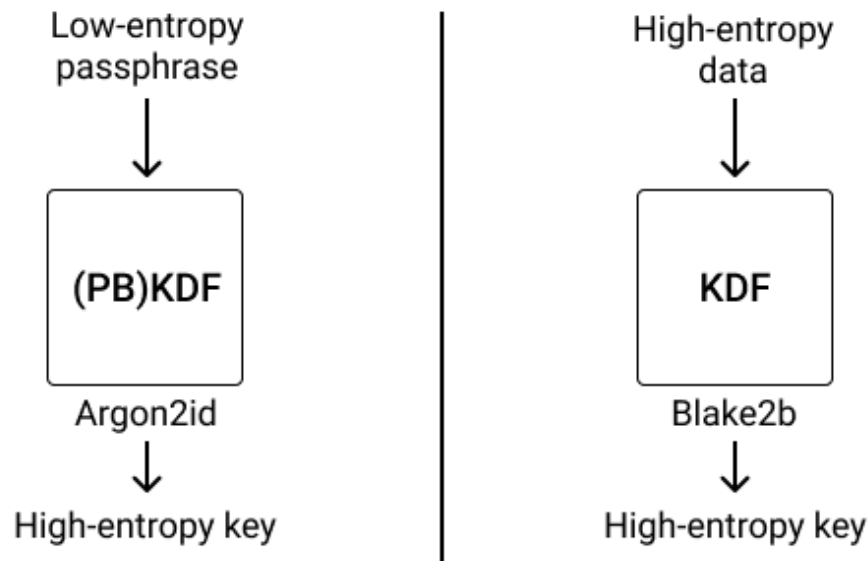 Low-entropy
passphrase
(PB)KDF
Argon2id
High-entropy key
High-entropy
data
KDF
Blake2b
High-entropy key